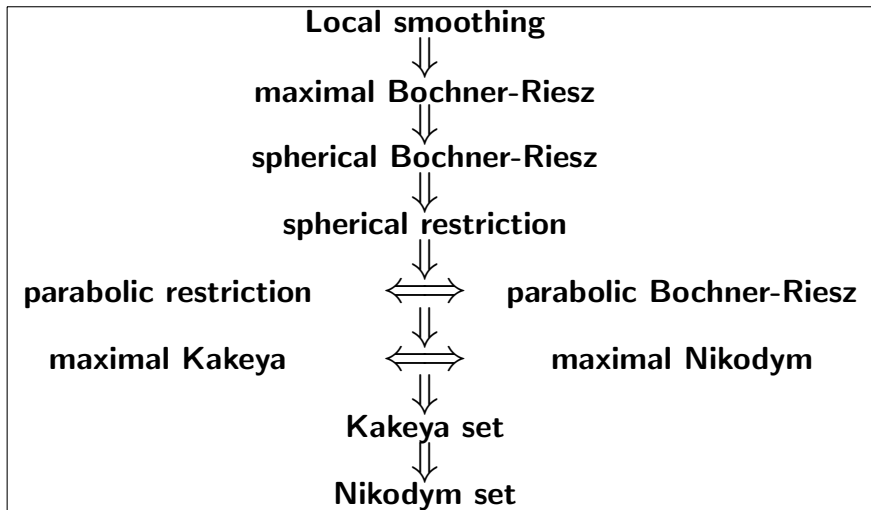 Local smoothing
⇓
maximal Bochner-Riesz
⇓
spherical Bochner-Riesz
⇓
spherical restriction
⇓
parabolic restriction ⟺ parabolic Bochner-Riesz
⇓
maximal Kakeya ⟺ maximal Nikodym
⇓
Kakeya set
⇓
Nikodym set